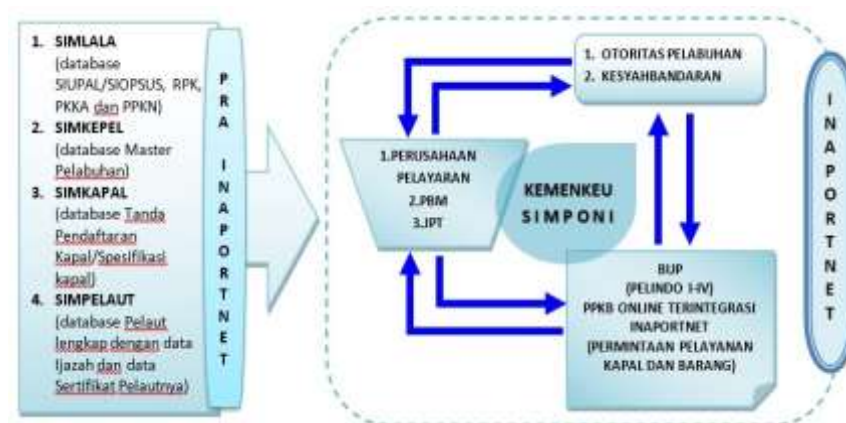 1. SIMLALA
(database
SIUPAL/SIOPSUS, RPK,
PKKA dan PPKN)
2. SIMKEPEL
(database Master
Pelabuhan)
3. SIMKAPAL
(database Tanda
Pendaftaran
Kapal/Spesifikasi
kapal)
4. SIMPELAUT
(database Pelaut
lengkap dengan data
Ijazah dan data
Sertifikat Pelautnya)
PRA INAPORTNET
1. OTORITAS PELABUHAN
2. KESYAHBANDARAN
1.PERUSAHAAN
PELAYARAN
2.PBM
3.JPT
KEMENKEU
SIMPONI
BUP
(PELINDO I-IV)
PPKB ONLINE TERINTEGRASI
INAPORTNET
(PERMINTAAN PELAYANAN
KAPAL DAN BARANG)
INAPORTNET